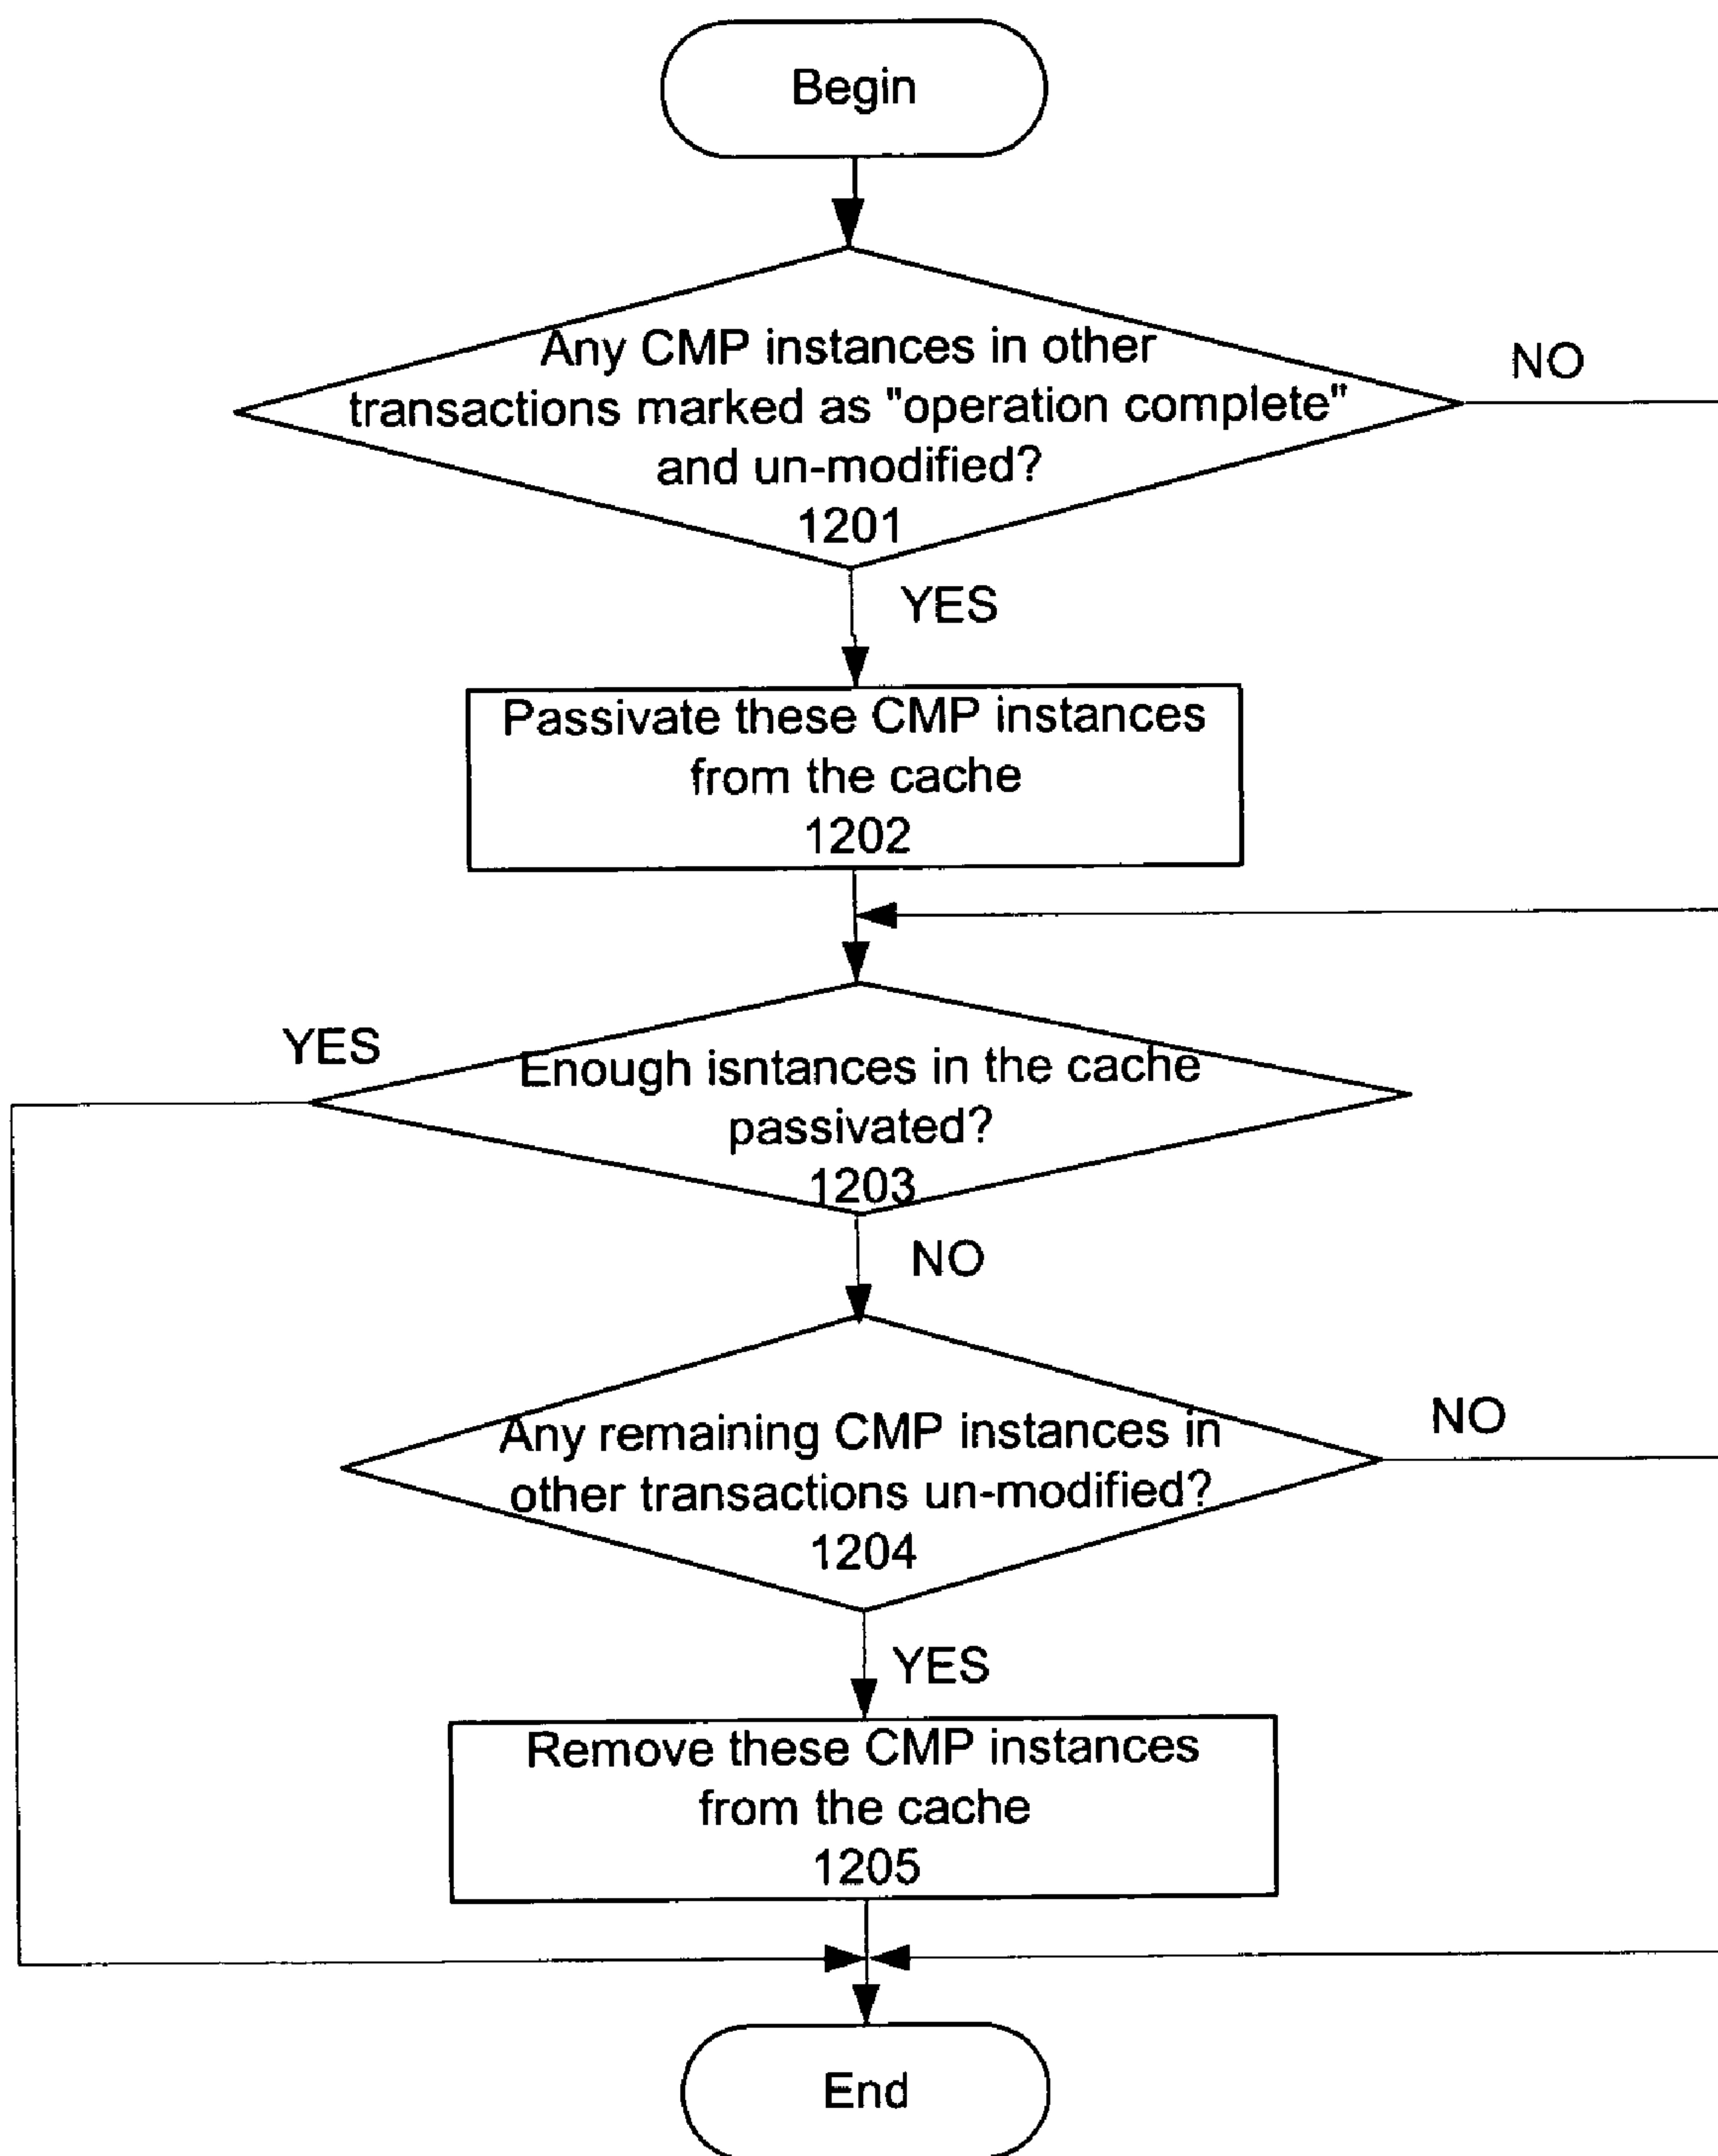 Begin
Any CMP instances in other
transactions marked as "operation complete"
and un-modified?
1201
NO
YES
Passivate these CMP instances
from the cache
1202
YES
Enough isntances in the cache
passivated?
1203
NO
Any remaining CMP instances in
other transactions un-modified?
1204
NO
YES
Remove these CMP instances
from the cache
1205
End